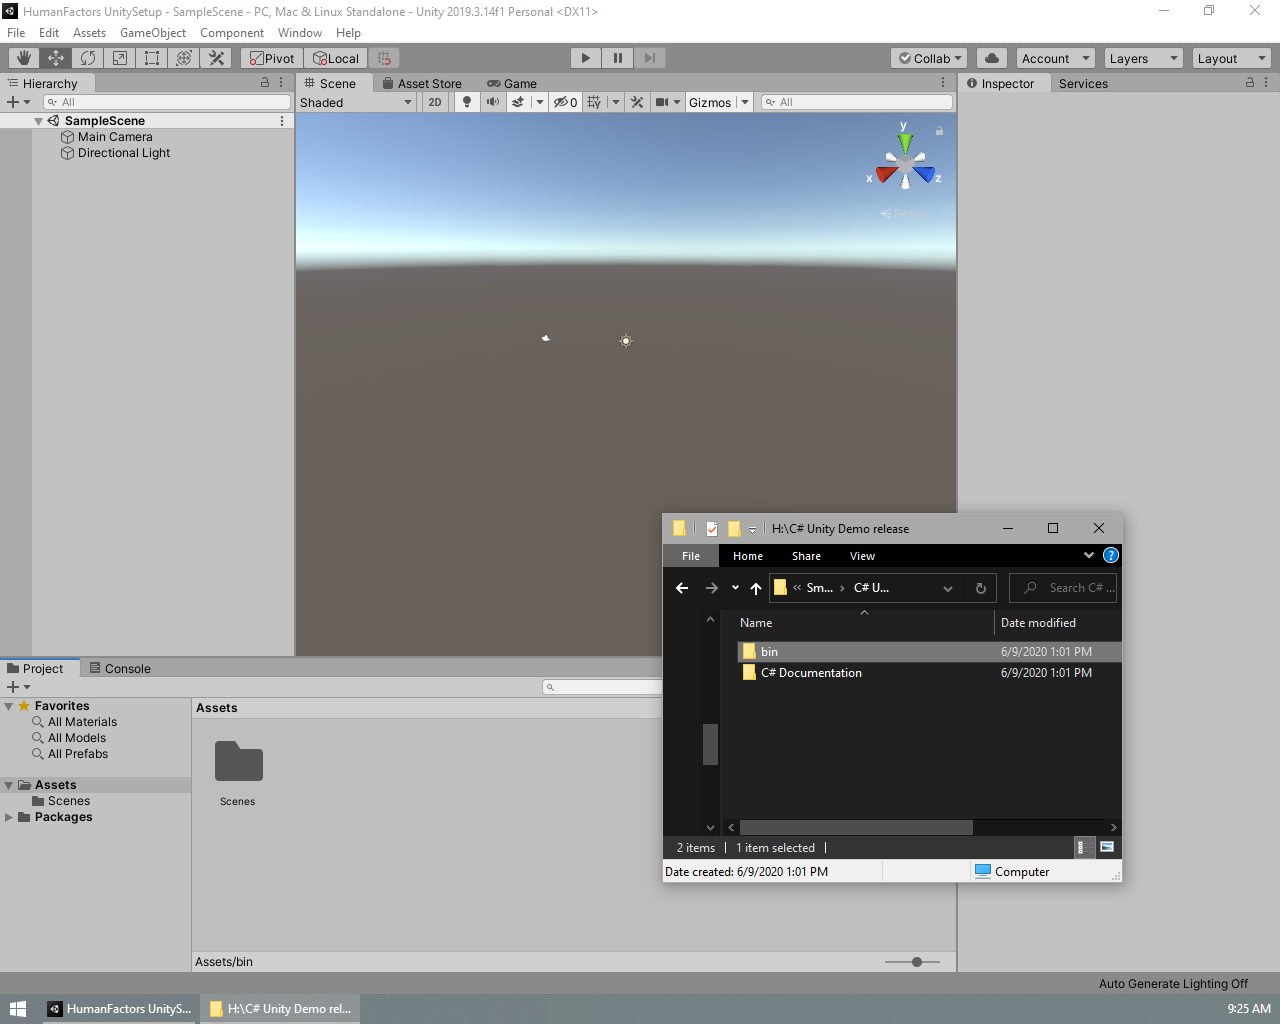 HumanFactors UnitySetup - SampleScene - PC, Mac & Linux Standalone - Unity 2019.3.14f1 Personal <DX11>
File Edit Assets GameObject Component Window Help
Pivot Local Collab Account Layers Layout
Hierarchy
All
SampleScene
Main Camera
Directional Light
Scene Asset Store Game
Shaded 2D 0 Gizmos All
y
x z
Persp
Inspector Services
H:\C# Unity Demo release
File Home Share View
Sm... C# U... Search C# ...
Name Date modified
bin 6/9/2020 1:01 PM
C# Documentation 6/9/2020 1:01 PM
2 items 1 item selected
Date created: 6/9/2020 1:01 PM Computer
Project Console
Favorites
All Materials
All Models
All Prefabs
Assets
Scenes
Packages
Assets
Scenes
Assets/bin
Auto Generate Lighting Off
HumanFactors UnityS... H:\C# Unity Demo rel... 9:25 AM